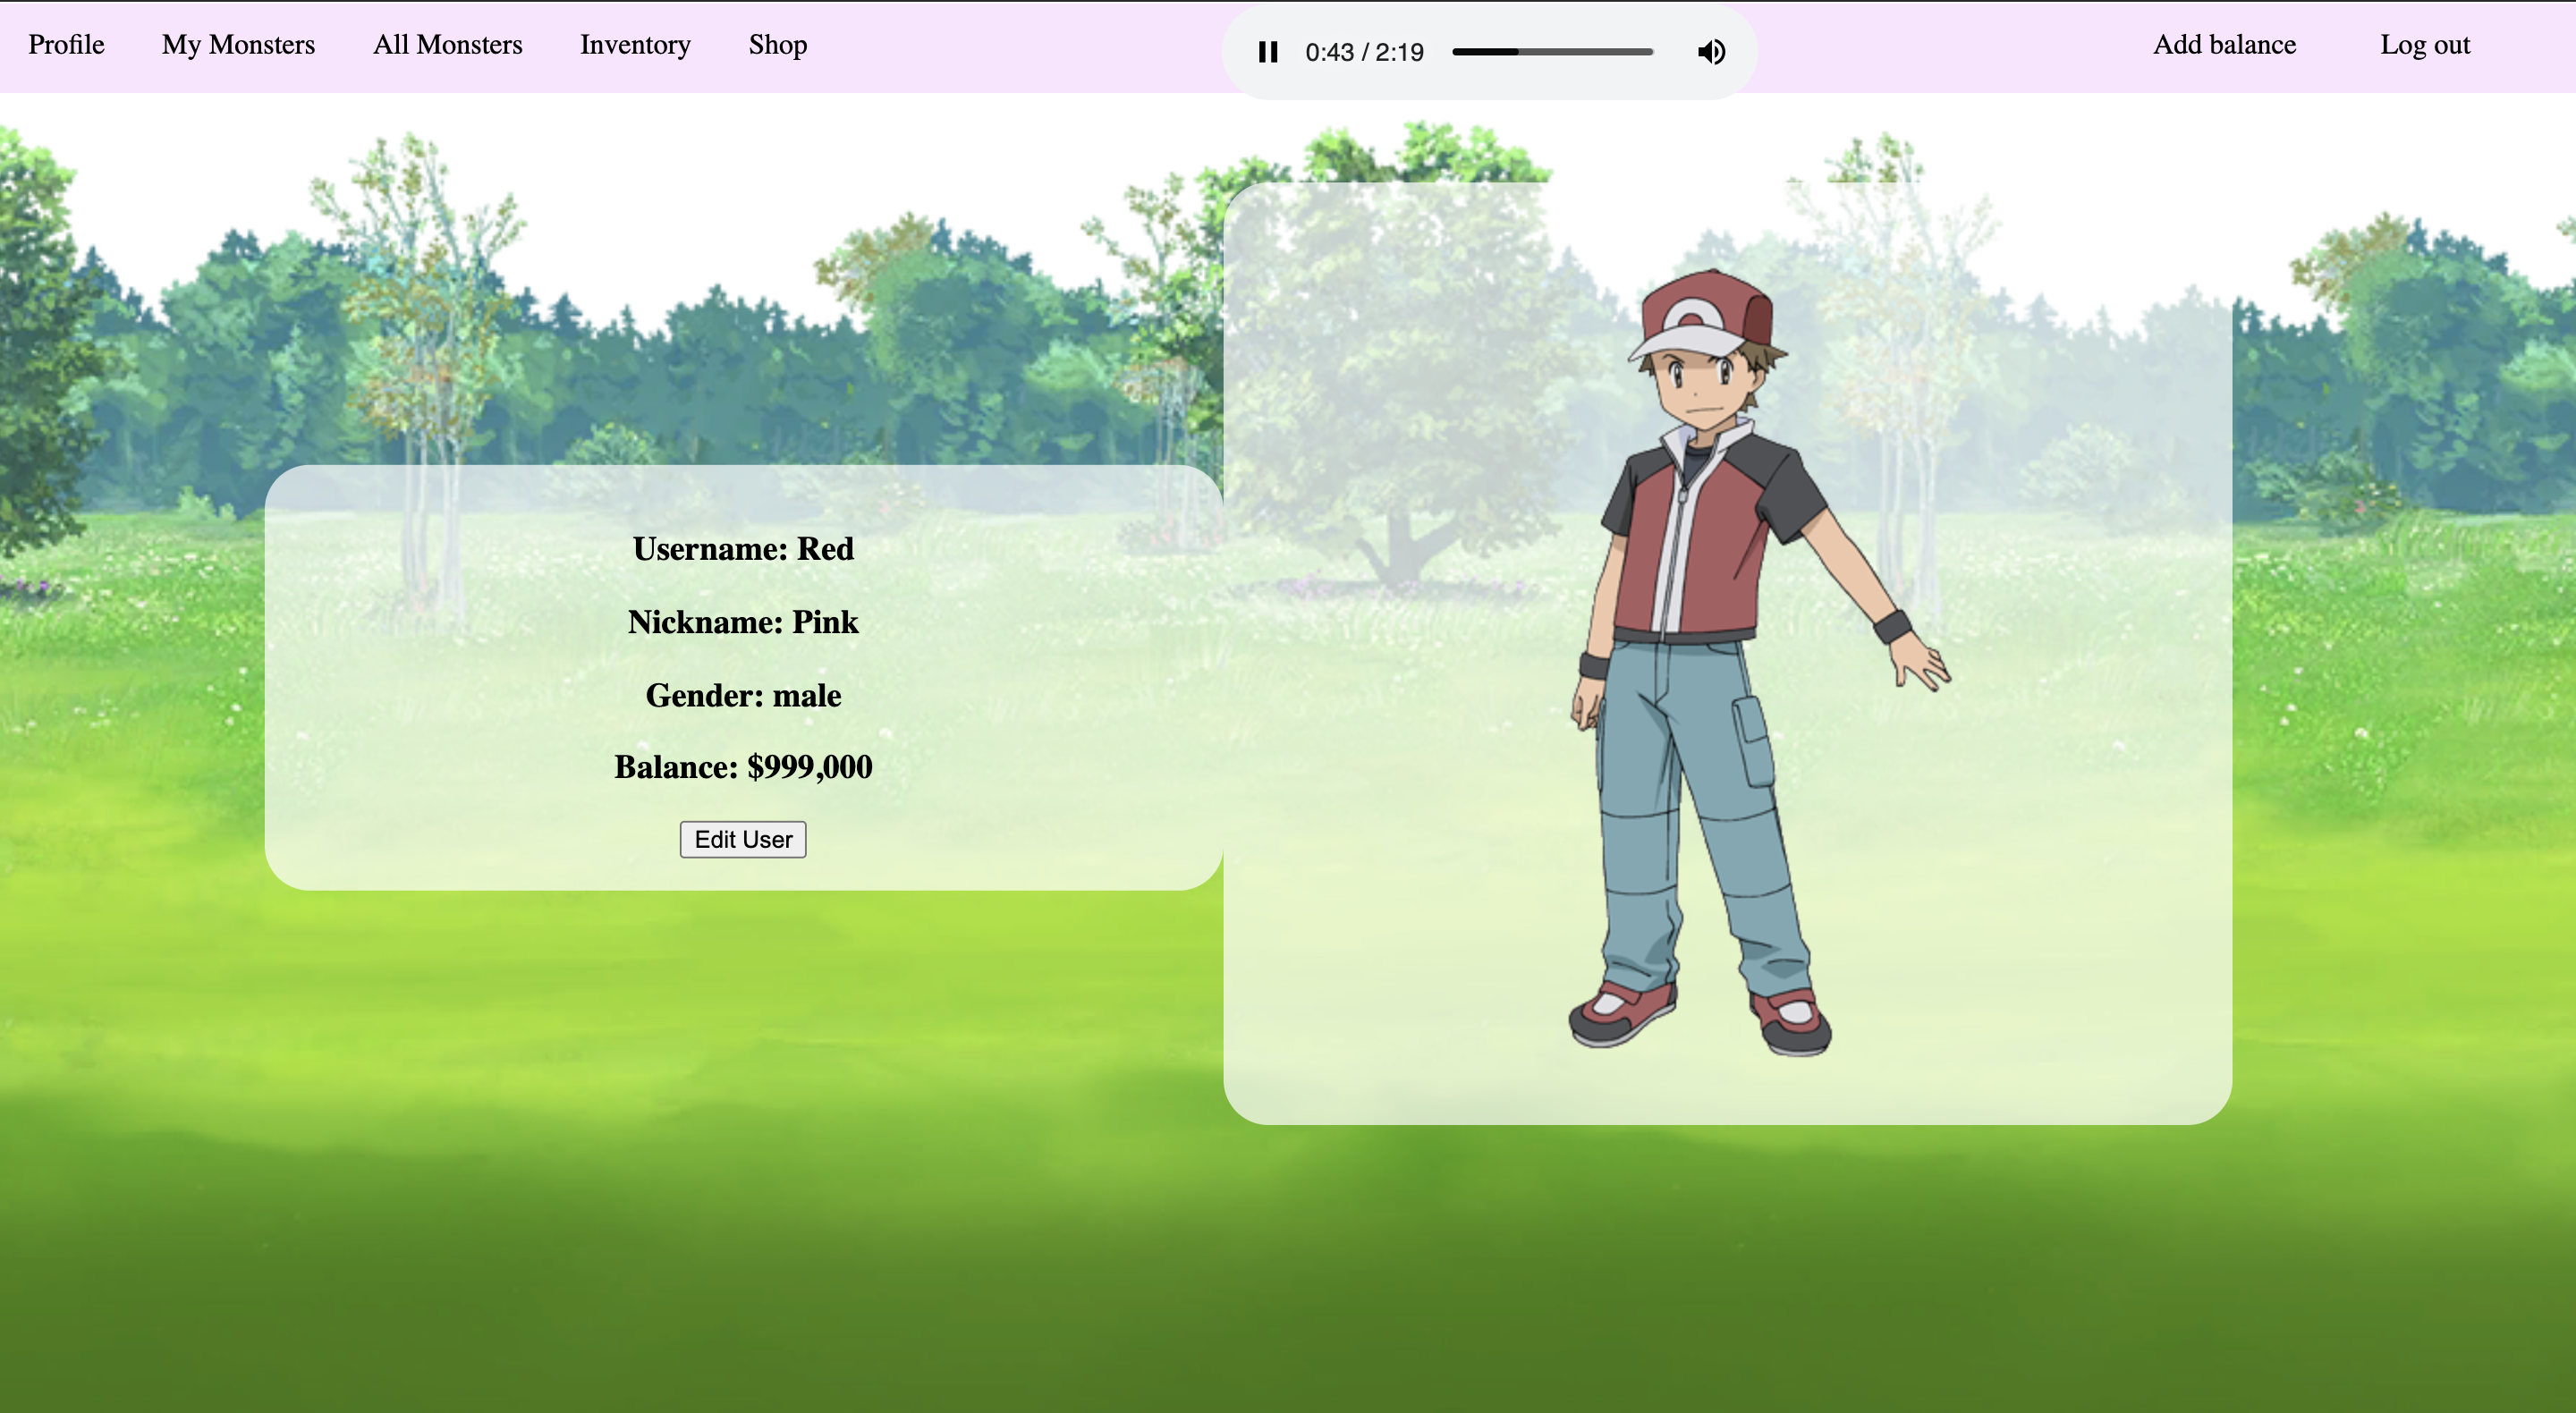 Profile My Monsters All Monsters Inventory Shop 0:43 / 2:19 Add balance Log out
Username: Red
Nickname: Pink
Gender: male
Balance: $999,000
Edit User